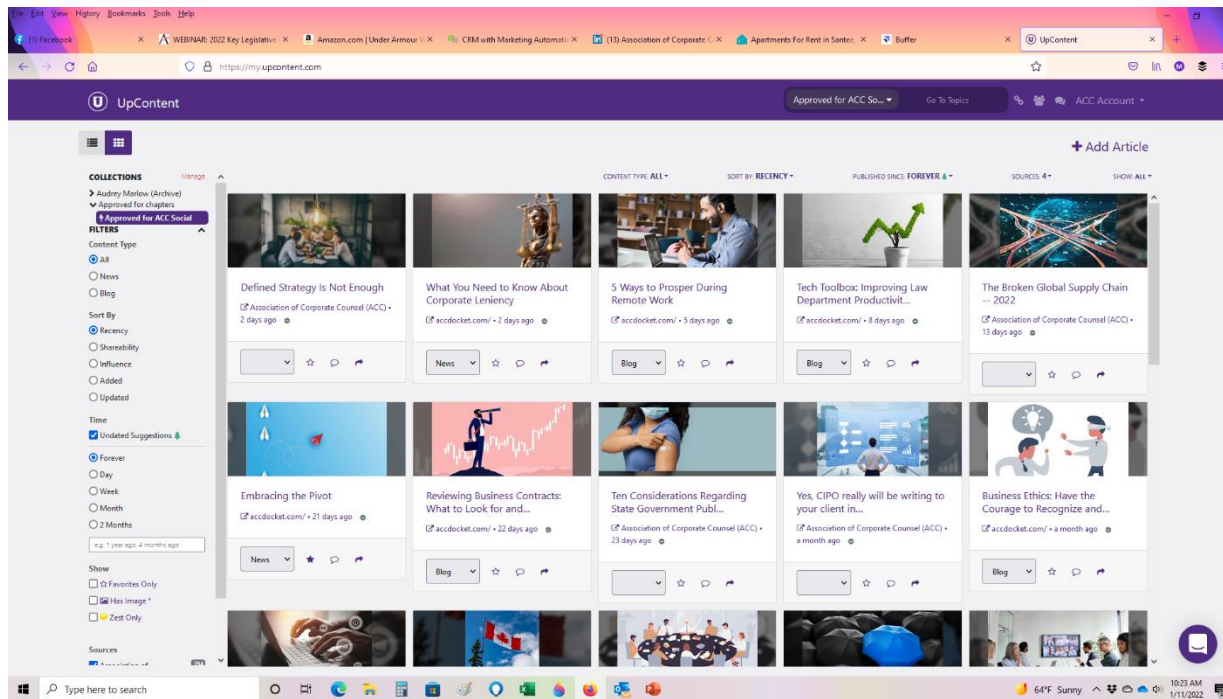 File Edit View History Bookmarks Tools Help
(1) Facebook × WEBINAR: 2022 Key Legislative × Amazon.com | Under Armour × CRM with Marketing Automatic × (13) Association of Corporate C × Apartments For Rent in Santee, × Buffer × UpContent × +
https://my.upcontent.com
UpContent
Approved for ACC So... Go To Topics ACC Account
+ Add Article
COLLECTIONS Manage
CONTENT TYPE: ALL SORT BY: RECENCY PUBLISHED SINCE: FOREVER SOURCES: 4 SHOW: ALL
Audrey Marlow (Archive)
Approved for chapters
Approved for ACC Social
FILTERS
Content Type
All
News
Blog
Sort By
Recency
Shareability
Influence
Added
Updated
Time
Undated Suggestions
Forever
Day
Week
Month
2 Months
e.g. 1 year ago, 4 months ago
Show
Favorites Only
Has Image *
Zest Only
Sources
Defined Strategy Is Not Enough
Association of Corporate Counsel (ACC) •
2 days ago
What You Need to Know About
Corporate Leniency
accdocket.com/ • 2 days ago
News
5 Ways to Prosper During
Remote Work
accdocket.com/ • 5 days ago
Blog
Tech Toolbox: Improving Law
Department Productivit...
accdocket.com/ • 8 days ago
Blog
The Broken Global Supply Chain
-- 2022
Association of Corporate Counsel (ACC) •
13 days ago
Embracing the Pivot
accdocket.com/ • 21 days ago
News
Reviewing Business Contracts:
What to Look for and...
accdocket.com/ • 22 days ago
Blog
Ten Considerations Regarding
State Government Publ...
Association of Corporate Counsel (ACC) •
23 days ago
Yes, CIPO really will be writing to
your client in...
Association of Corporate Counsel (ACC) •
a month ago
Business Ethics: Have the
Courage to Recognize and...
accdocket.com/ • a month ago
Blog
Type here to search
64°F Sunny
10:23 AM
1/11/2022